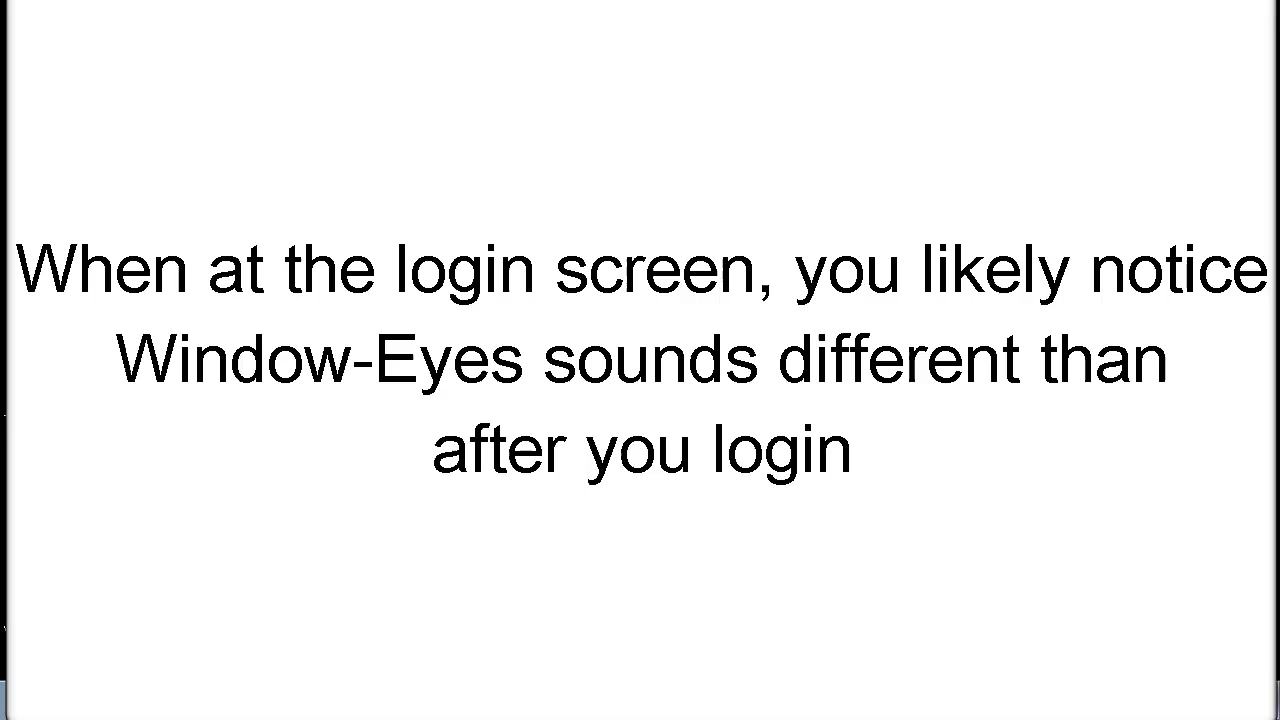 When at the login screen, you likely notice
Window-Eyes sounds different than
after you login